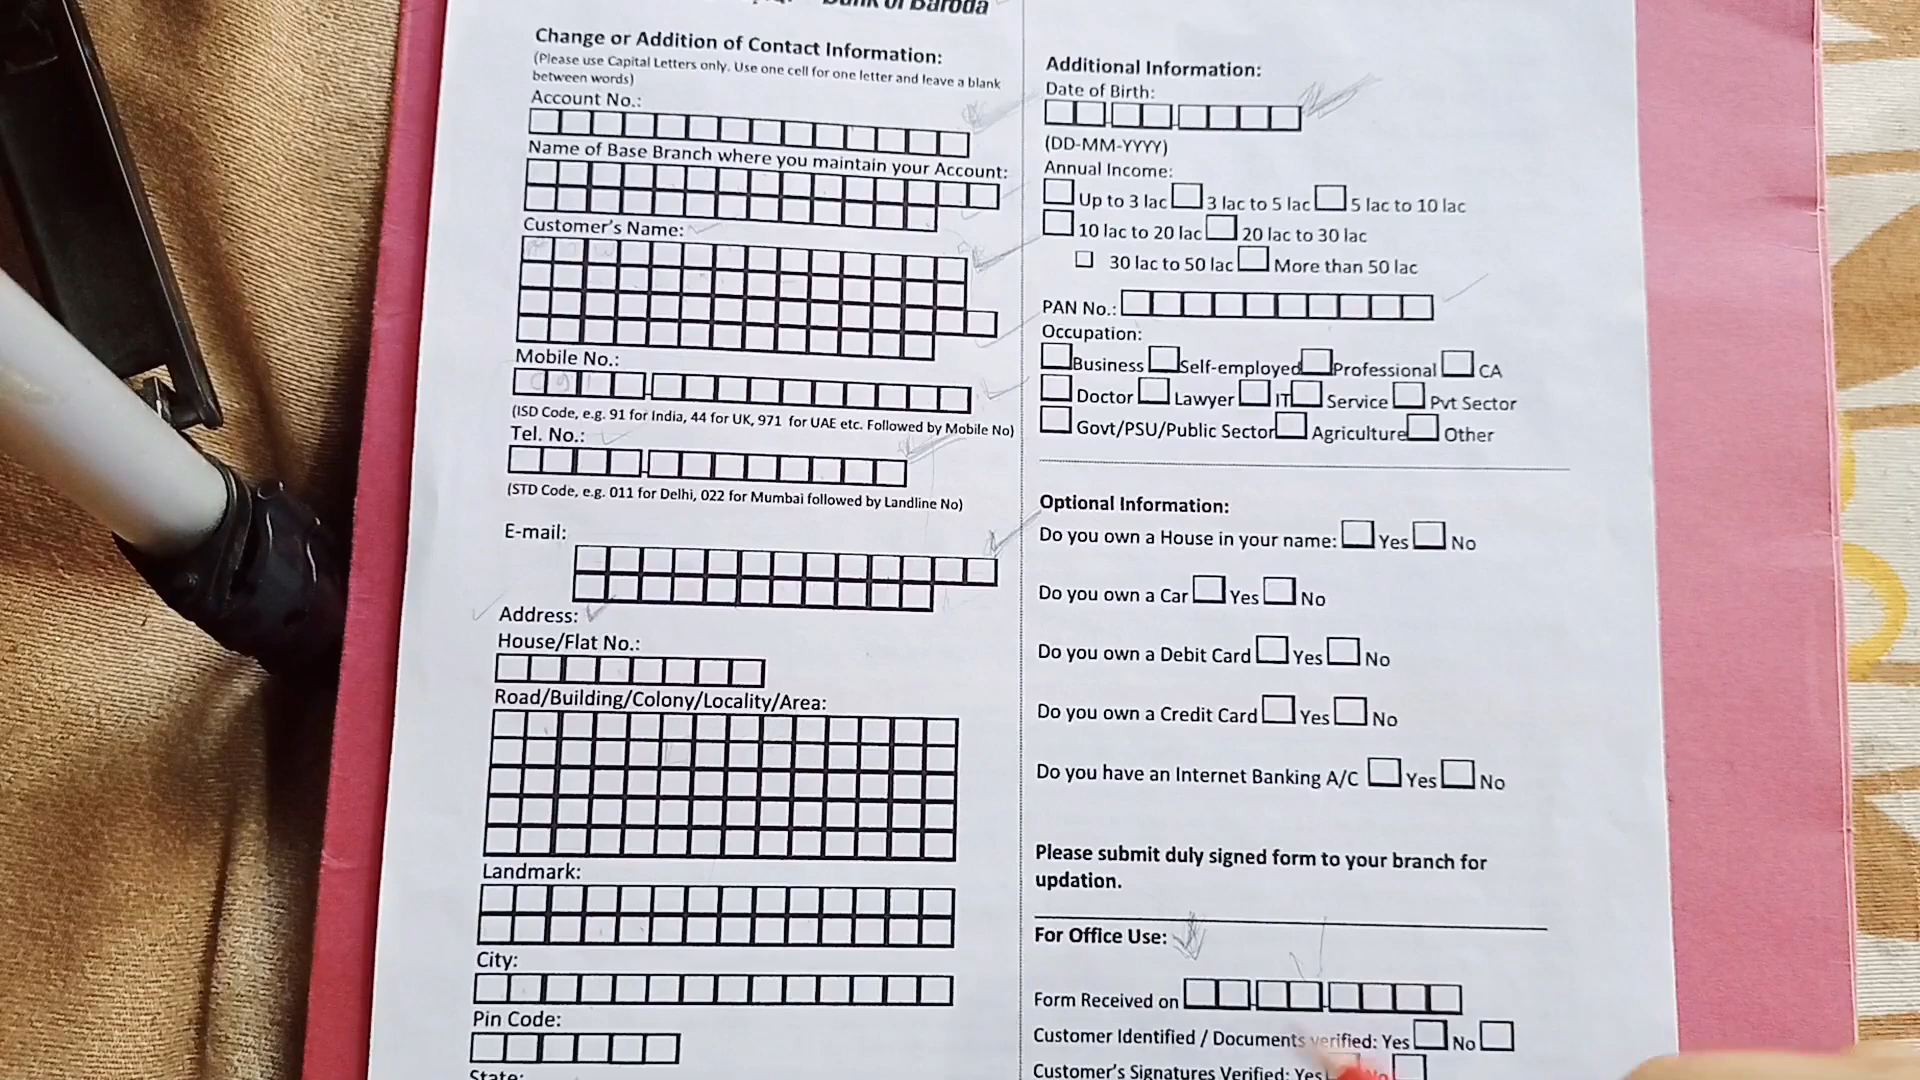 Bank of Baroda
Change or Addition of Contact Information:
(Please use Capital Letters only. Use one cell for one letter and leave a blank
between words)
Account No.:
Name of Base Branch where you maintain your Account:
Customer's Name:
Mobile No.:
(ISD Code, e.g. 91 for India, 44 for UK, 971 for UAE etc. Followed by Mobile No)
Tel. No.:
(STD Code, e.g. 011 for Delhi, 022 for Mumbai followed by Landline No)
E-mail:
Address:
House/Flat No.:
Road/Building/Colony/Locality/Area:
Landmark:
City:
Pin Code:
State:
Additional Information:
Date of Birth:
(DD-MM-YYYY)
Annual Income:
Up to 3 lac 3 lac to 5 lac 5 lac to 10 lac
10 lac to 20 lac 20 lac to 30 lac
30 lac to 50 lac More than 50 lac
PAN No.:
Occupation:
Business Self-employed Professional CA
Doctor Lawyer IT Service Pvt Sector
Govt/PSU/Public Sector Agriculture Other
Optional Information:
Do you own a House in your name: Yes No
Do you own a Car Yes No
Do you own a Debit Card Yes No
Do you own a Credit Card Yes No
Do you have an Internet Banking A/C Yes No
Please submit duly signed form to your branch for
updation.
For Office Use:
Form Received on
Customer Identified / Documents verified: Yes No
Customer's Signatures Verified: Yes No